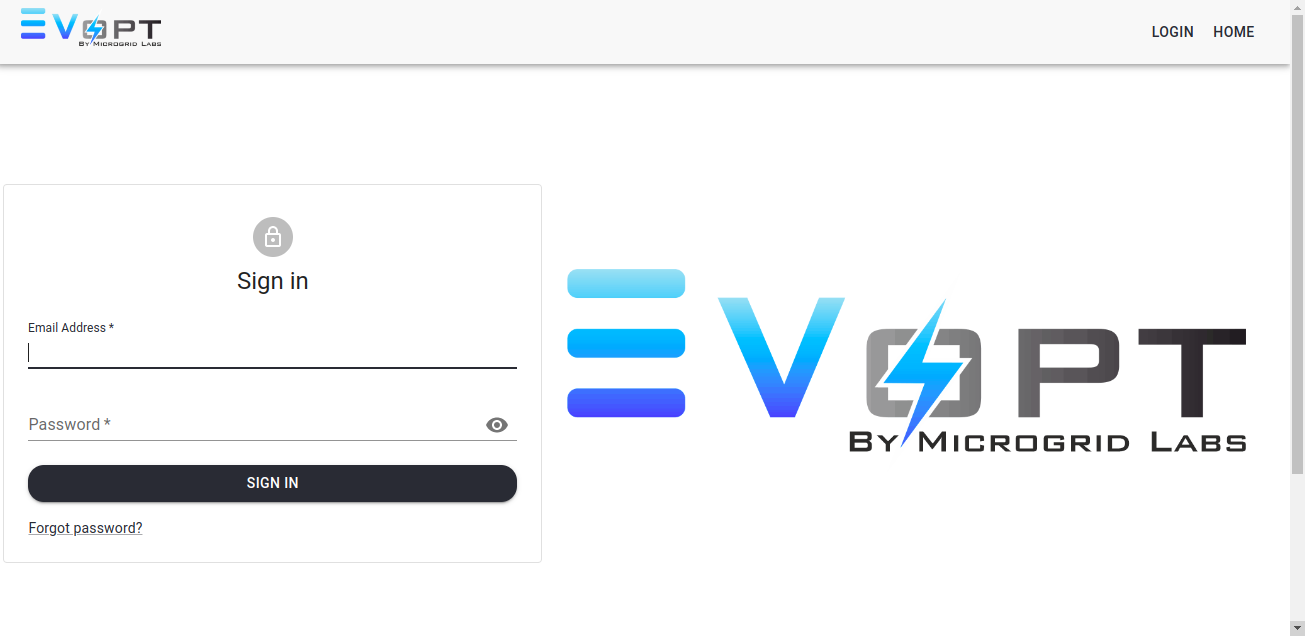 EVOPT
By Microgrid Labs
LOGIN
HOME
Sign in
Email Address *
Password *
SIGN IN
Forgot password?
EVOPT
By Microgrid Labs